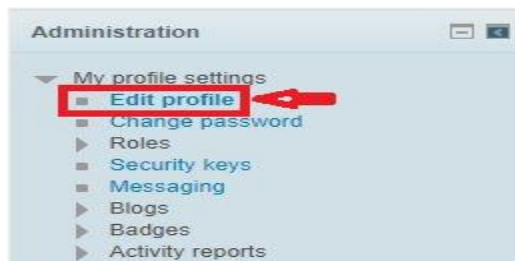 Administration
My profile settings
Edit profile
Change password
Roles
Security keys
Messaging
Blogs
Badges
Activity reports